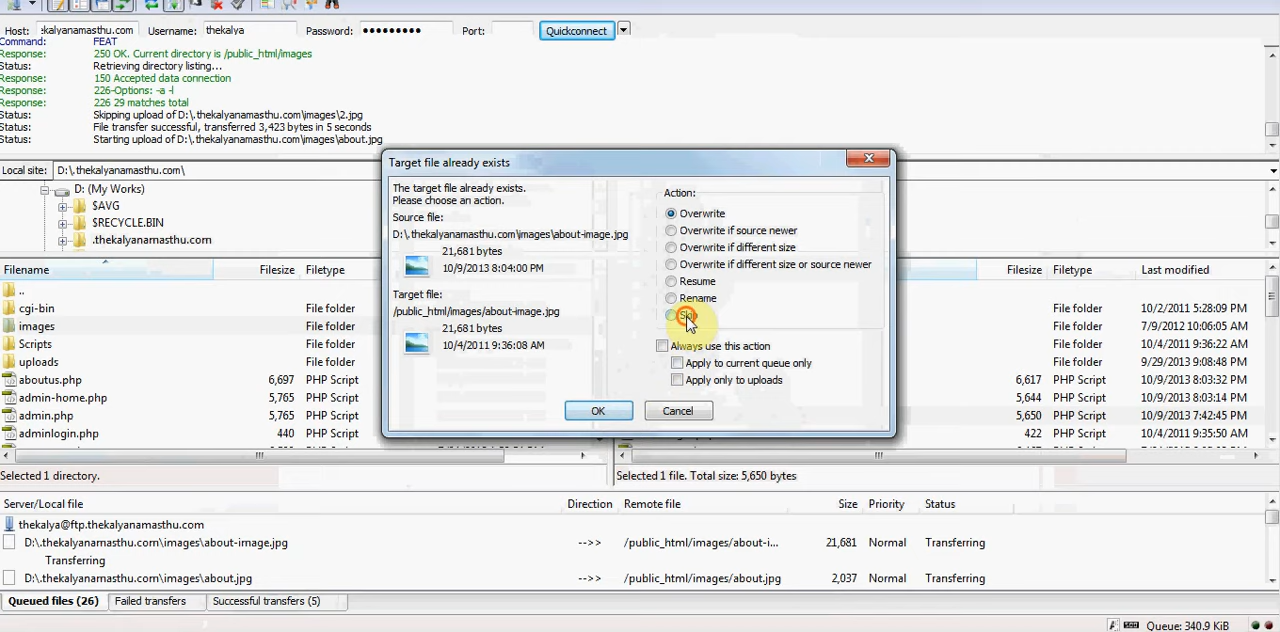 Host: :kalyanamasthu.com Username: thekalya Password: ●●●●●●●●● Port: Quickconnect
Command: FEAT
Response: 250 OK. Current directory is /public_html/images
Status: Retrieving directory listing...
Response: 150 Accepted data connection
Response: 226-Options: -a -l
Response: 226 29 matches total
Status: Skipping upload of D:\.thekalyanamasthu.com\images\2.jpg
Status: File transfer successful, transferred 3,423 bytes in 5 seconds
Status: Starting upload of D:\.thekalyanamasthu.com\images\about.jpg
Local site: D:\.thekalyanamasthu.com\
D: (My Works)
$AVG
$RECYCLE.BIN
.thekalyanamasthu.com
Target file already exists
The target file already exists.
Please choose an action.
Source file:
D:\.thekalyanamasthu.com\images\about-image.jpg
21,681 bytes
10/9/2013 8:04:00 PM
Target file:
/public_html/images/about-image.jpg
21,681 bytes
10/4/2011 9:36:08 AM
Action:
Overwrite
Overwrite if source newer
Overwrite if different size
Overwrite if different size or source newer
Resume
Rename
Always use this action
Apply to current queue only
Apply only to uploads
OK Cancel
Filename Filesize Filetype
..
cgi-bin File folder
images File folder
Scripts File folder
uploads File folder
aboutus.php 6,697 PHP Script
admin-home.php 5,765 PHP Script
admin.php 5,765 PHP Script
adminlogin.php 440 PHP Script
Filesize Filetype Last modified
File folder 10/2/2011 5:28:09 PM
File folder 7/9/2012 10:06:05 AM
File folder 10/4/2011 9:36:22 AM
File folder 9/29/2013 9:08:48 PM
6,617 PHP Script 10/9/2013 8:03:32 PM
5,644 PHP Script 10/9/2013 8:03:14 PM
5,650 PHP Script 10/9/2013 7:42:45 PM
422 PHP Script 10/4/2011 9:35:50 AM
Selected 1 directory.
Selected 1 file. Total size: 5,650 bytes
Server/Local file Direction Remote file Size Priority Status
thekalya@ftp.thekalyanamasthu.com
D:\.thekalyanamasthu.com\images\about-image.jpg -->> /public_html/images/about-i... 21,681 Normal Transferring
Transferring
D:\.thekalyanamasthu.com\images\about.jpg -->> /public_html/images/about.jpg 2,037 Normal Transferring
Queued files (26) Failed transfers Successful transfers (5)
Queue: 340.9 KiB